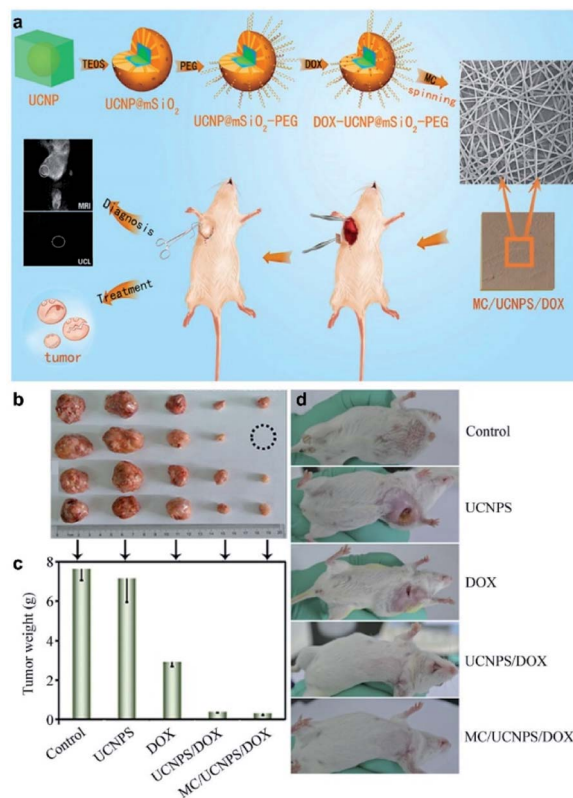 a
TEOS
PEG
DOX
MC
spinning
UCNP
UCNP@mSiO2
UCNP@mSiO2-PEG
DOX-UCNP@mSiO2-PEG
MRI
Diagnosis
UCL
Treatment
tumor
MC/UCNPS/DOX
b
c
Tumor weight (g)
8
6
4
2
0
Control
UCNPS
DOX
UCNPS/DOX
MC/UCNPS/DOX
d
Control
UCNPS
DOX
UCNPS/DOX
MC/UCNPS/DOX